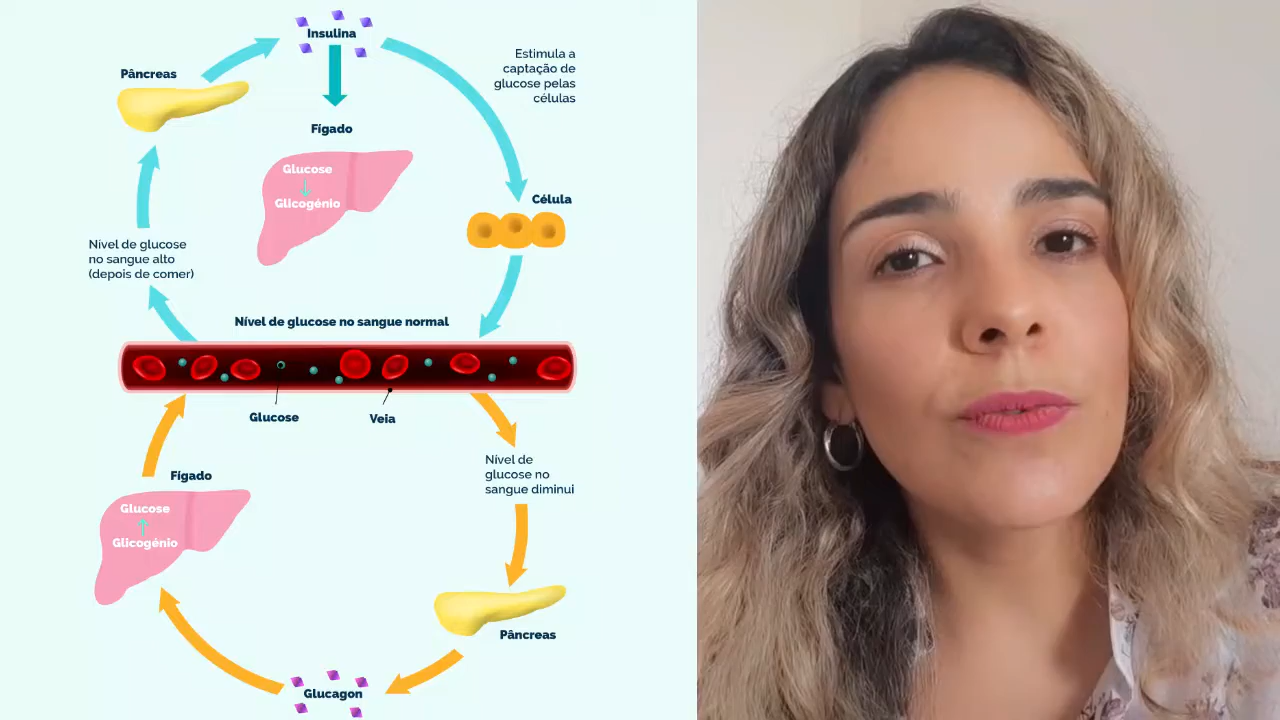 Insulina
Estimula a
captação de
glucose pelas
células
Pâncreas
Fígado
Glucose
Glicogénio
Célula
Nível de glucose
no sangue alto
(depois de comer)
Nível de glucose no sangue normal
Glucose
Veia
Nível de
glucose no
sangue diminui
Fígado
Glucose
Glicogénio
Pâncreas
Glucagon